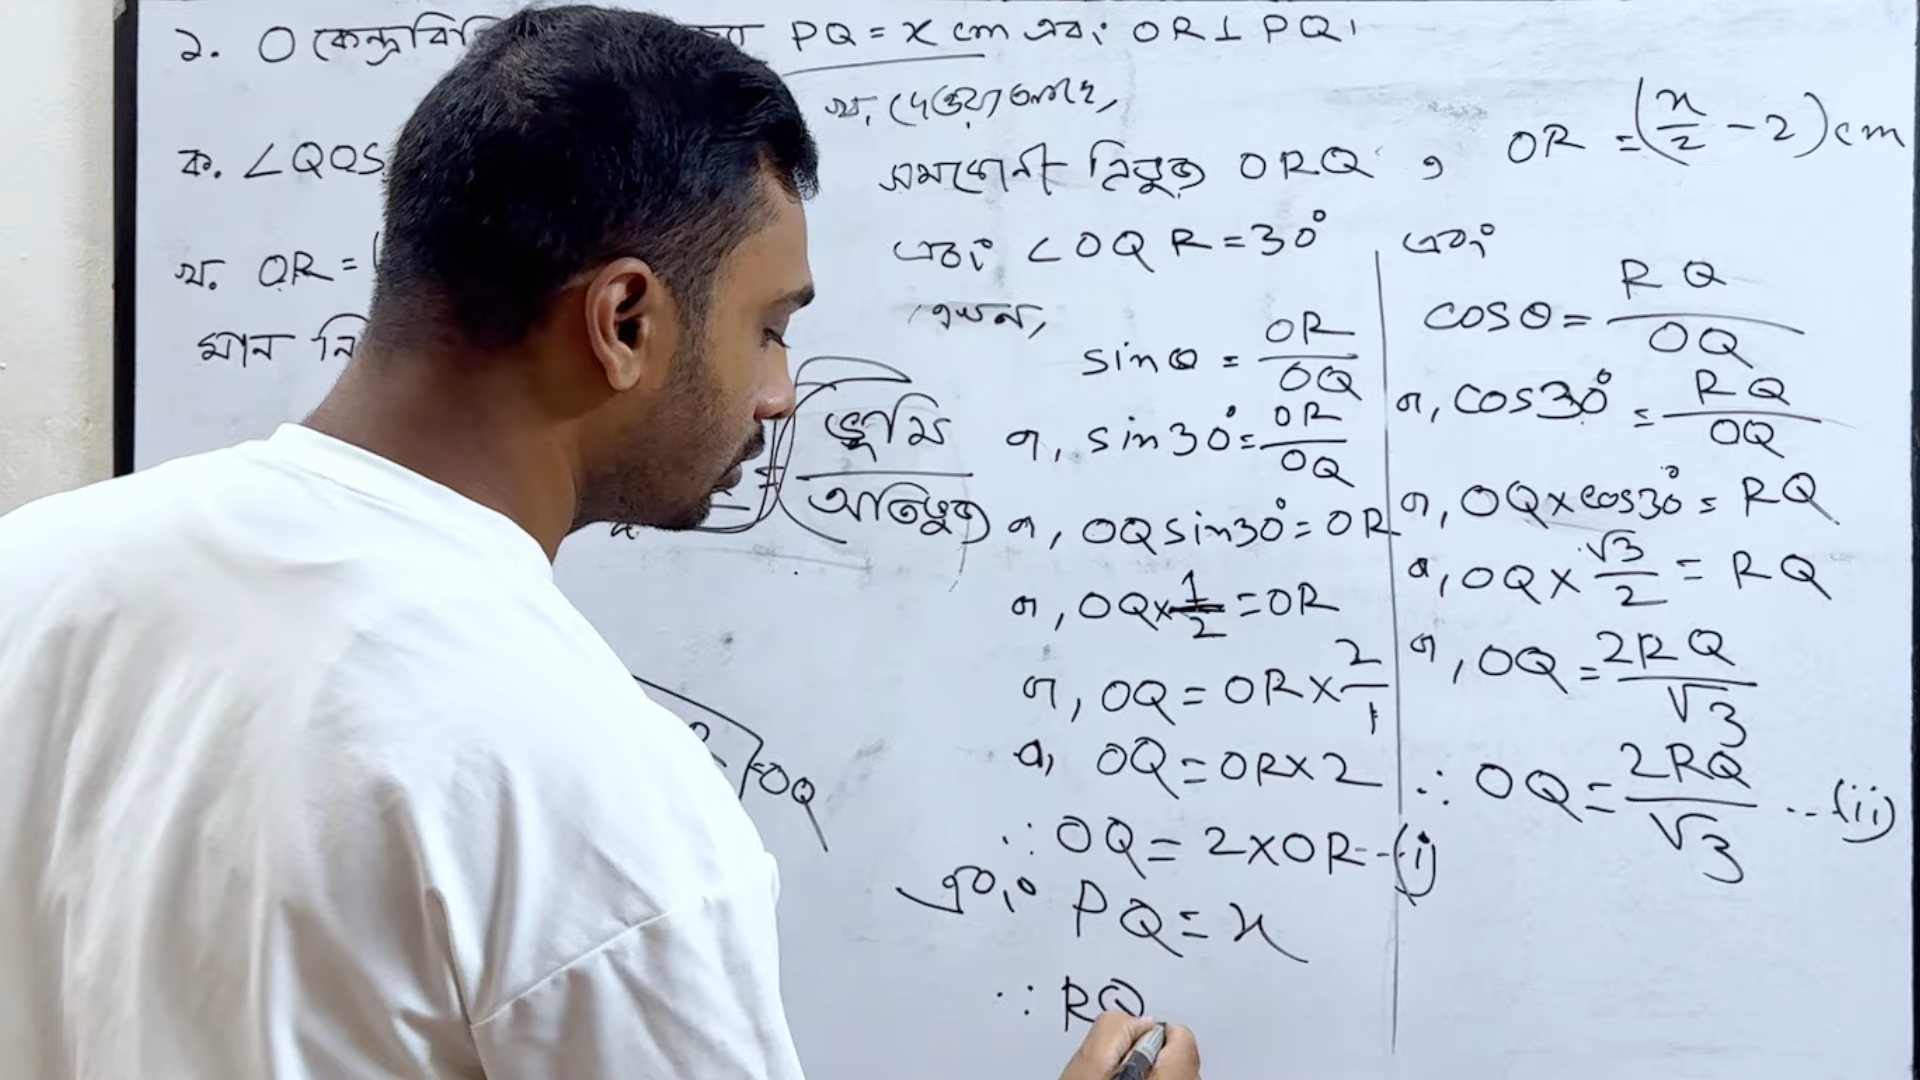 ১. O কেন্দ্রবি PQ = x cm এবং OR ⊥ PQ।
ক. ∠QOS
খ. OR = (
মান নি
= ভূমি / অতিভুজ
= OQ
খ, দেওয়া আছে,
সমকোণী ত্রিভুজ ORQ, OR = (x/2 - 2) cm
এবং ∠OQR = 30°
এখন,
sinθ = OR/OQ
বা, sin30° = OR/OQ
বা, OQ sin30° = OR
বা, OQ × 1/2 = OR
বা, OQ = OR × 2/1
বা, OQ = OR × 2
∴ OQ = 2 × OR --(i)
এবং PQ = x
∴ RQ
এবং
cosθ = RQ/OQ
বা, cos30° = RQ/OQ
বা, OQ × cos30° = RQ
বা, OQ × √3/2 = RQ
বা, OQ = 2RQ/√3
∴ OQ = 2RQ/√3 --(ii)